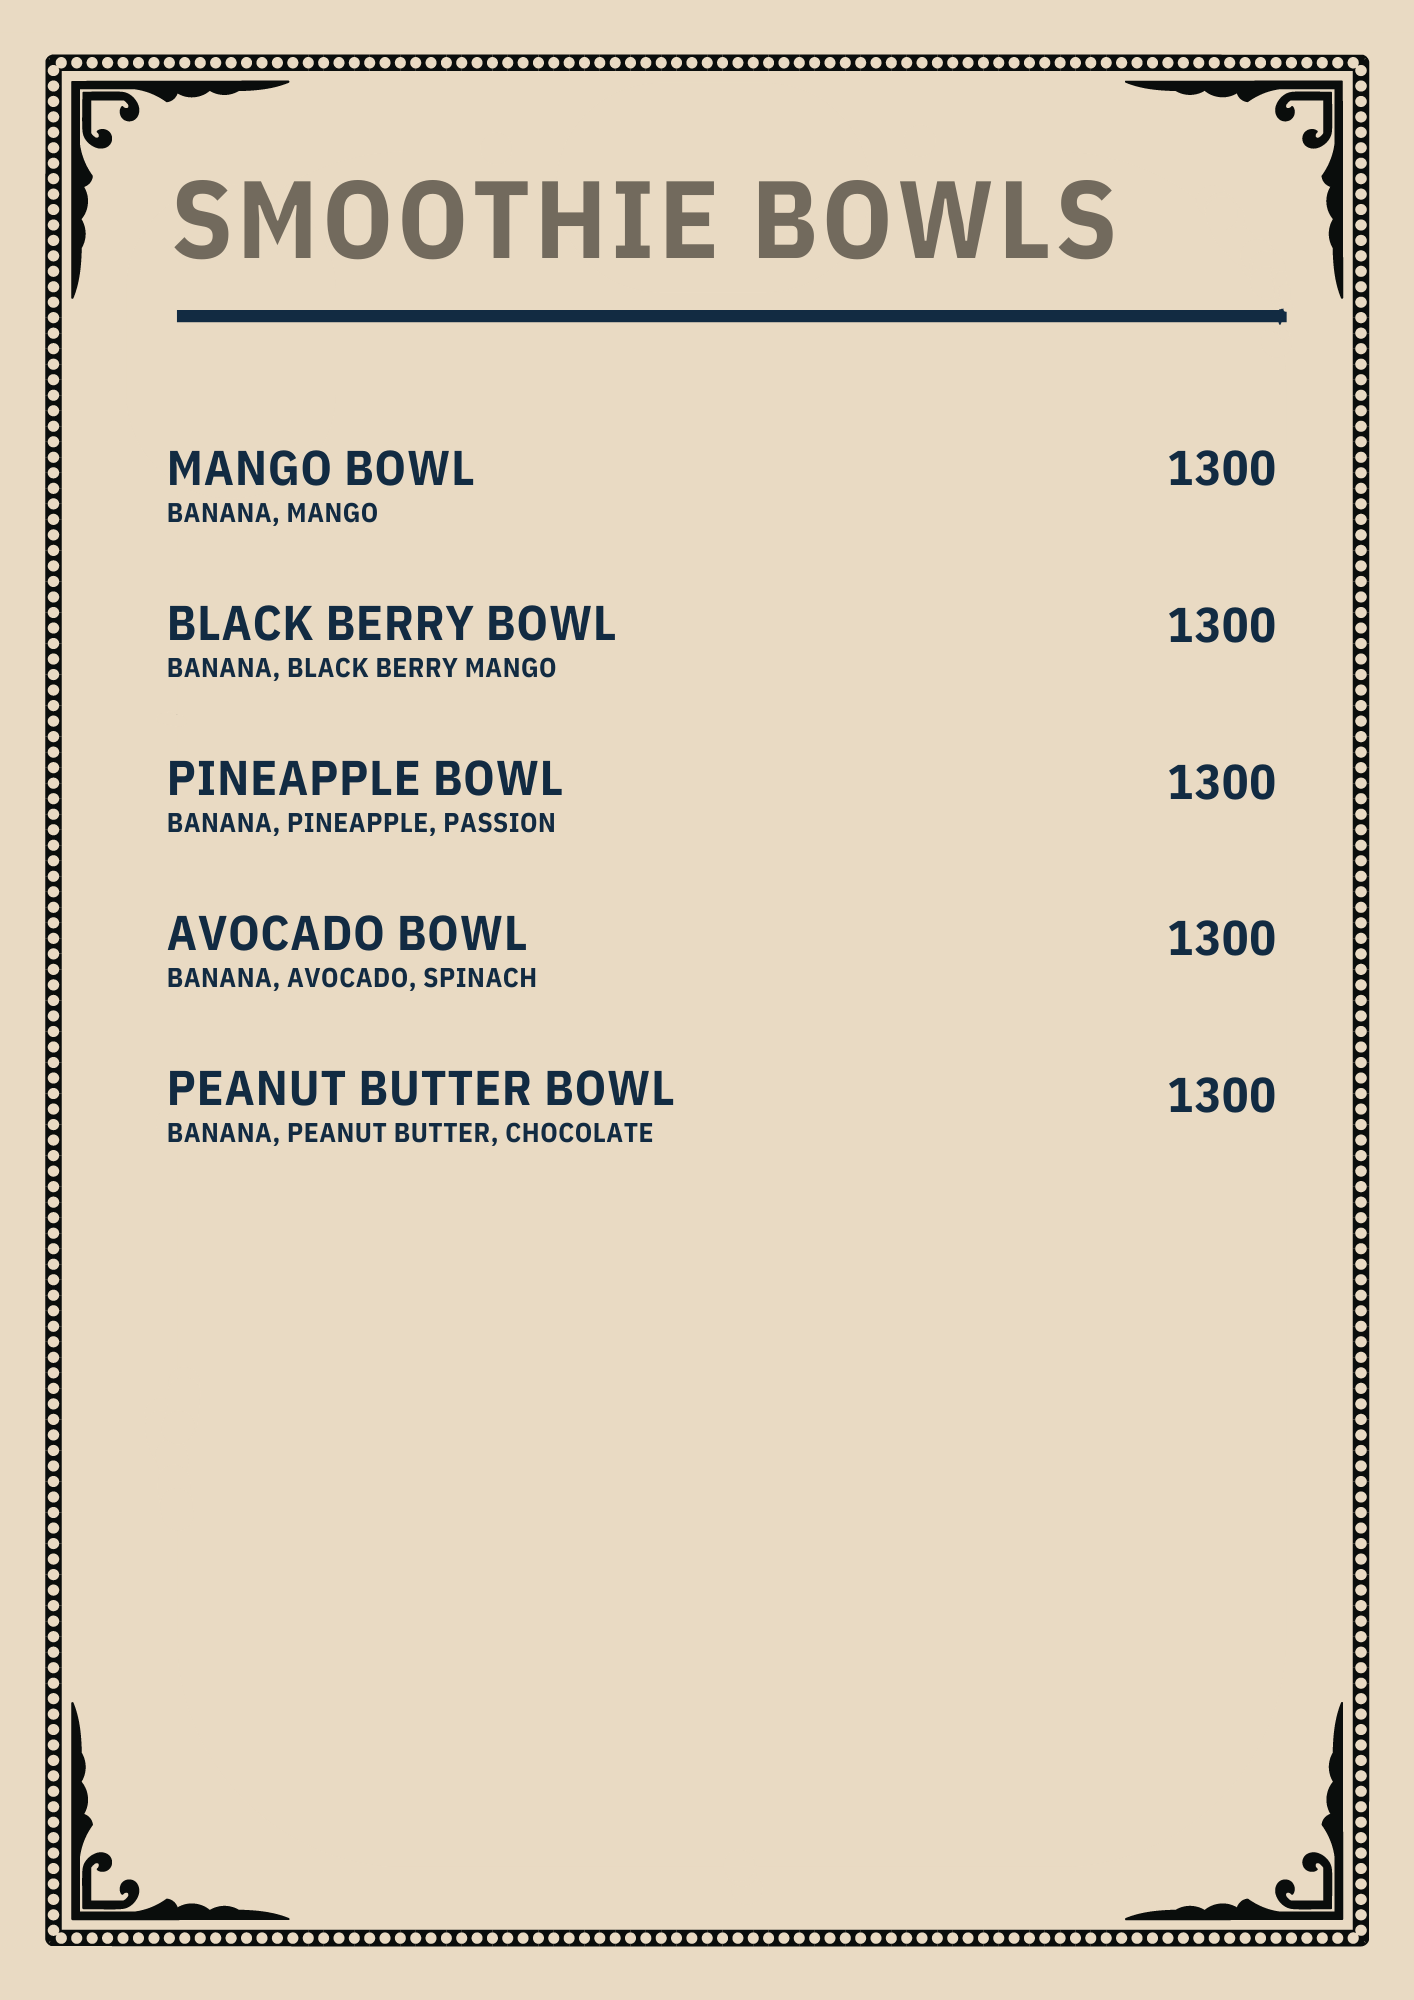 SMOOTHIE BOWLS
MANGO BOWL 1300
BANANA, MANGO
BLACK BERRY BOWL 1300
BANANA, BLACK BERRY MANGO
PINEAPPLE BOWL 1300
BANANA, PINEAPPLE, PASSION
AVOCADO BOWL 1300
BANANA, AVOCADO, SPINACH
PEANUT BUTTER BOWL 1300
BANANA, PEANUT BUTTER, CHOCOLATE